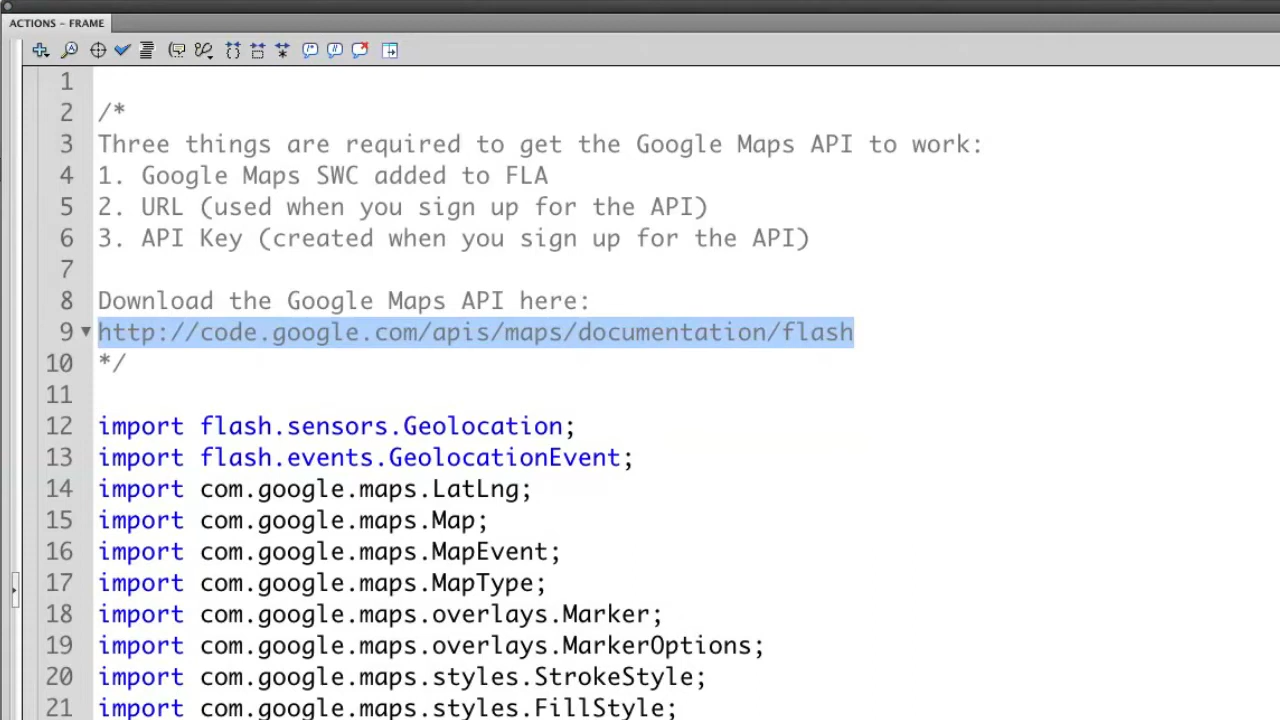 ACTIONS – FRAME
1
2 /*
3 Three things are required to get the Google Maps API to work:
4 1. Google Maps SWC added to FLA
5 2. URL (used when you sign up for the API)
6 3. API Key (created when you sign up for the API)
7
8 Download the Google Maps API here:
9 http://code.google.com/apis/maps/documentation/flash
10 */
11
12 import flash.sensors.Geolocation;
13 import flash.events.GeolocationEvent;
14 import com.google.maps.LatLng;
15 import com.google.maps.Map;
16 import com.google.maps.MapEvent;
17 import com.google.maps.MapType;
18 import com.google.maps.overlays.Marker;
19 import com.google.maps.overlays.MarkerOptions;
20 import com.google.maps.styles.StrokeStyle;
21 import com.google.maps.styles.FillStyle;